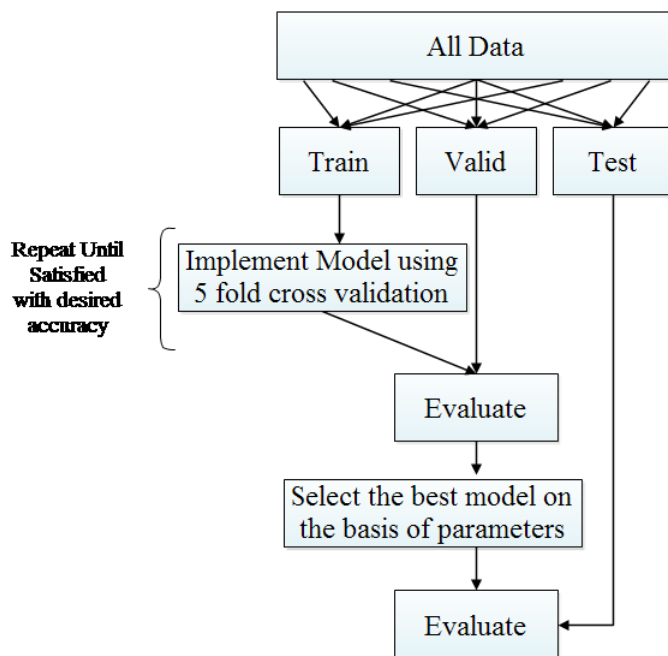 All Data
Train
Valid
Test
Repeat Until
Satisfied
with desired
accuracy
Implement Model using
5 fold cross validation
Evaluate
Select the best model on
the basis of parameters
Evaluate